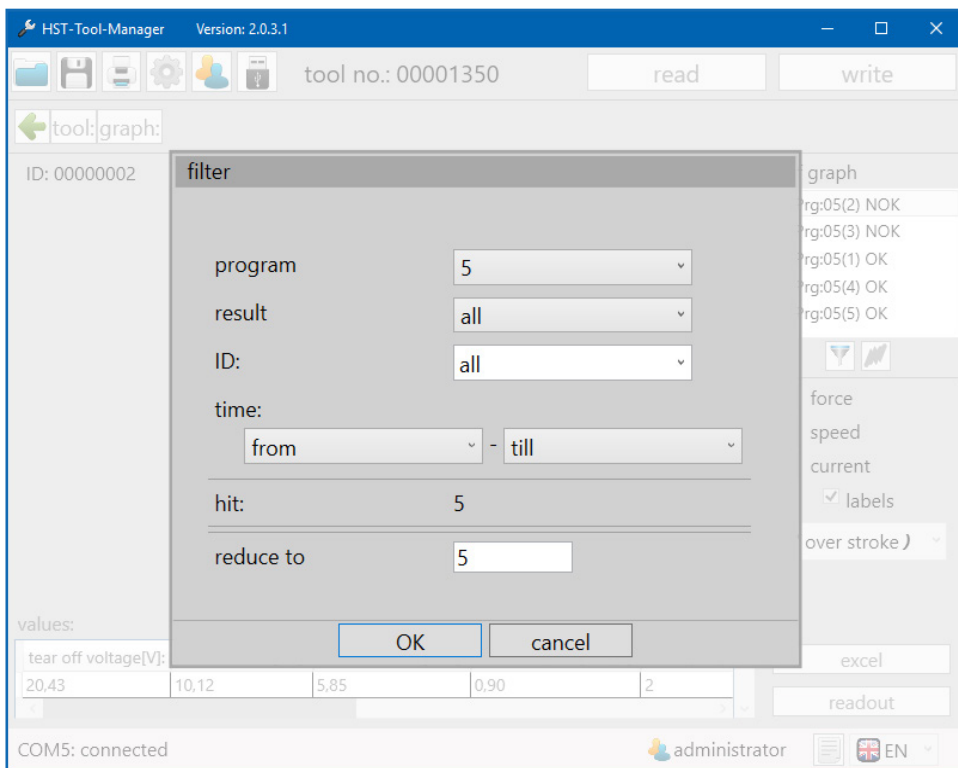 HST-Tool-Manager Version: 2.0.3.1
tool no.: 00001350 read write
tool: graph:
ID: 00000002
filter
graph
Prg:05(2) NOK
Prg:05(3) NOK
Prg:05(1) OK
Prg:05(4) OK
Prg:05(5) OK
program 5
result all
ID: all
time:
from - till
hit: 5
reduce to 5
OK cancel
force
speed
current
labels
over stroke )
values:
tear off voltage[V]:
20,43 10,12 5,85 0,90 2
excel
readout
COM5: connected administrator EN